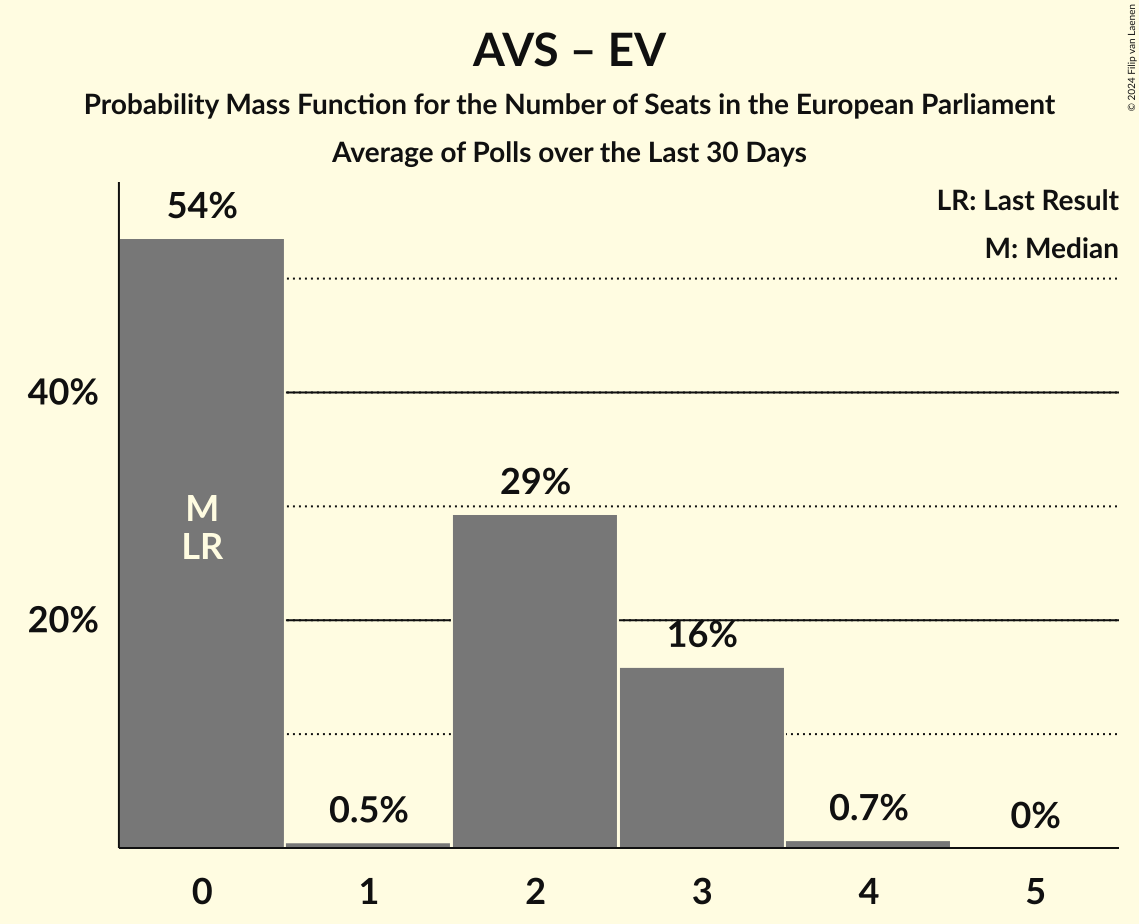 AVS – EV
Probability Mass Function for the Number of Seats in the European Parliament
Average of Polls over the Last 30 Days
© 2024 Filip van Laenen
LR: Last Result
M: Median
54%
40%
29%
M
LR
20%
16%
0.5%
0.7%
0%
0 1 2 3 4 5